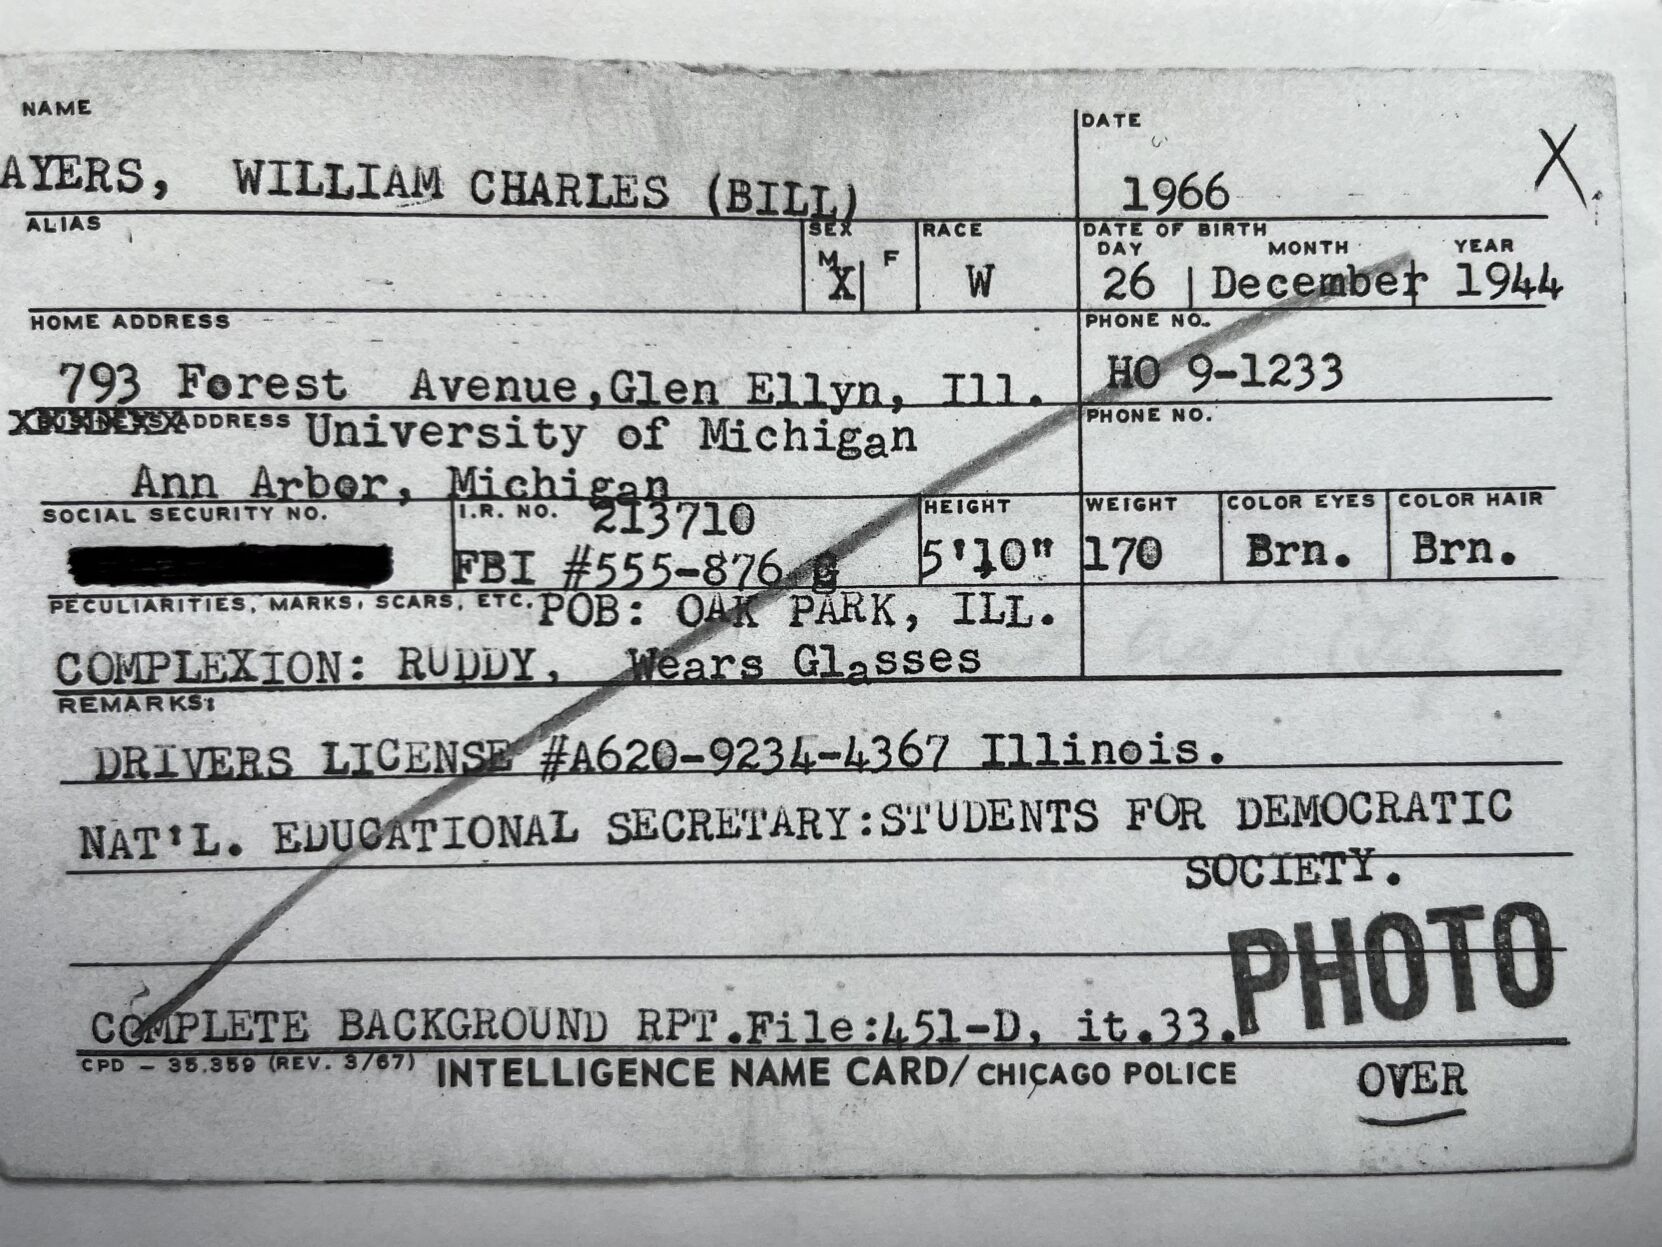 NAME
DATE
AYERS, WILLIAM CHARLES (BILL)
1966
X
ALIAS
SEX
M F
X
RACE
W
DATE OF BIRTH
DAY MONTH YEAR
26 December 1944
HOME ADDRESS
793 Forest Avenue,Glen Ellyn, Ill.
PHONE NO.
HO 9-1233
BUSINESS ADDRESS University of Michigan
Ann Arbor, Michigan
PHONE NO.
SOCIAL SECURITY NO.
I.R. NO. 213710
FBI #555-876 G
HEIGHT
5'10"
WEIGHT
170
COLOR EYES
Brn.
COLOR HAIR
Brn.
PECULIARITIES, MARKS, SCARS, ETC. POB: OAK PARK, ILL.
COMPLEXION: RUDDY, Wears Glasses
REMARKS:
DRIVERS LICENSE #A620-9234-4367 Illinois.
NAT'L. EDUCATIONAL SECRETARY:STUDENTS FOR DEMOCRATIC
SOCIETY.
PHOTO
COMPLETE BACKGROUND RPT.File:451-D, it.33.
CPD - 35.359 (REV. 3/67) INTELLIGENCE NAME CARD/CHICAGO POLICE
OVER